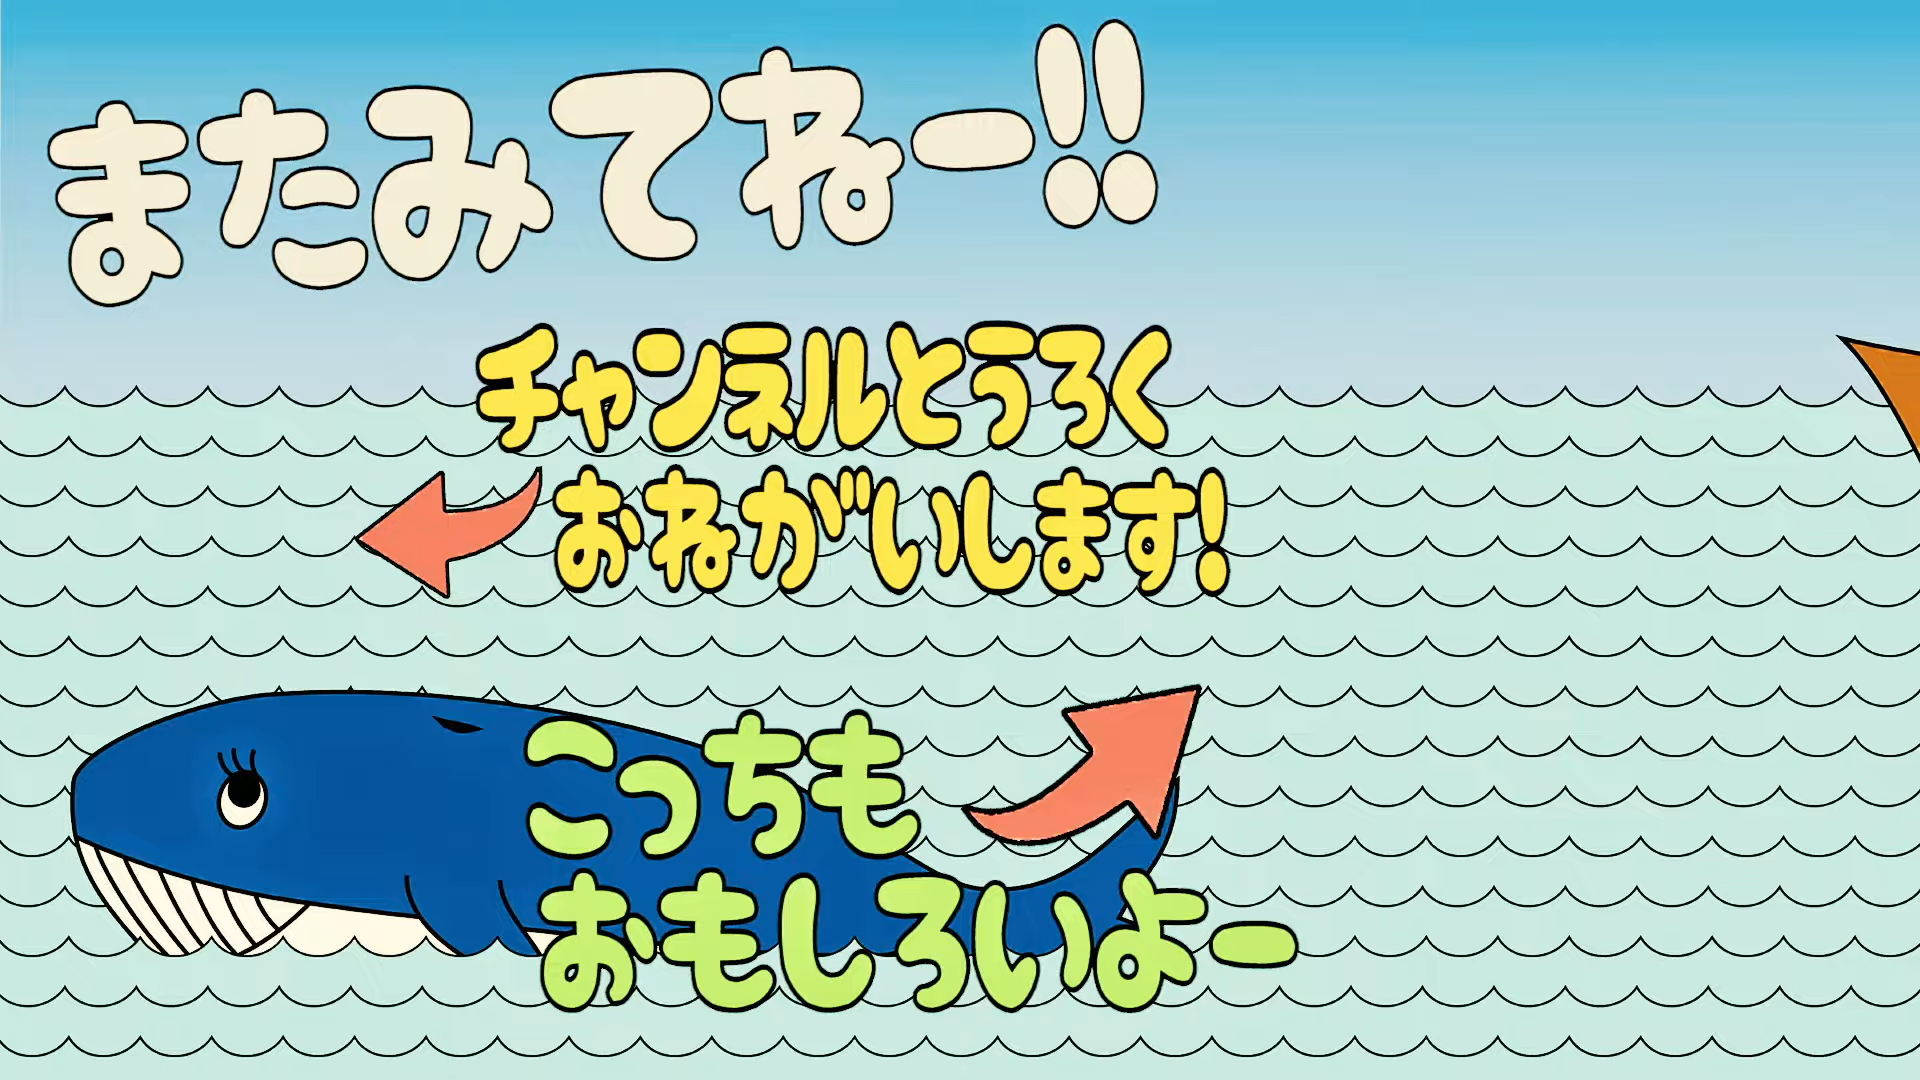 またみてねー!!
チャンネルとうろく
おねがいします!
こっちも
おもしろいよー